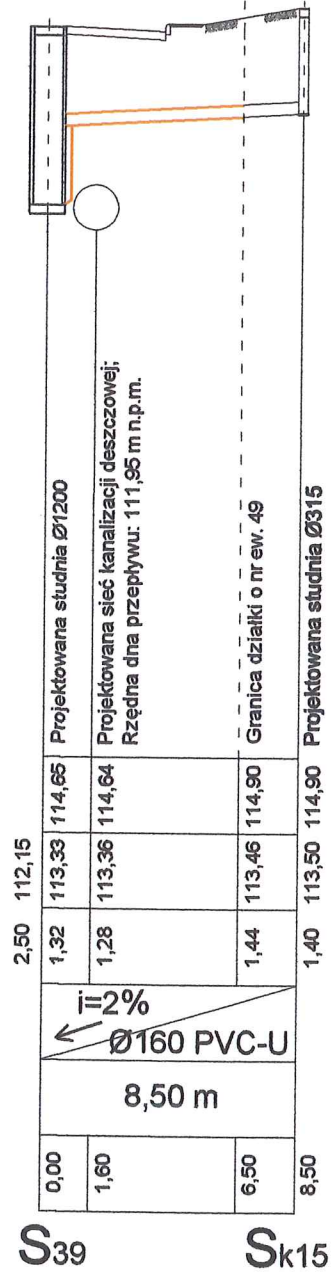 2,50 112,15
1,32 113,33 114,65 Projektowana studnia Ø1200
1,28 113,36 114,64 Projektowana sieć kanalizacji deszczowej;
Rzędna dna przepływu: 111,95 m n.p.m.
1,44 113,46 114,90 Granica działki o nr ew. 49
1,40 113,50 114,90 Projektowana studnia Ø315
i=2%
Ø160 PVC-U
8,50 m
0,00
1,60
6,50
8,50
S39
Sk15